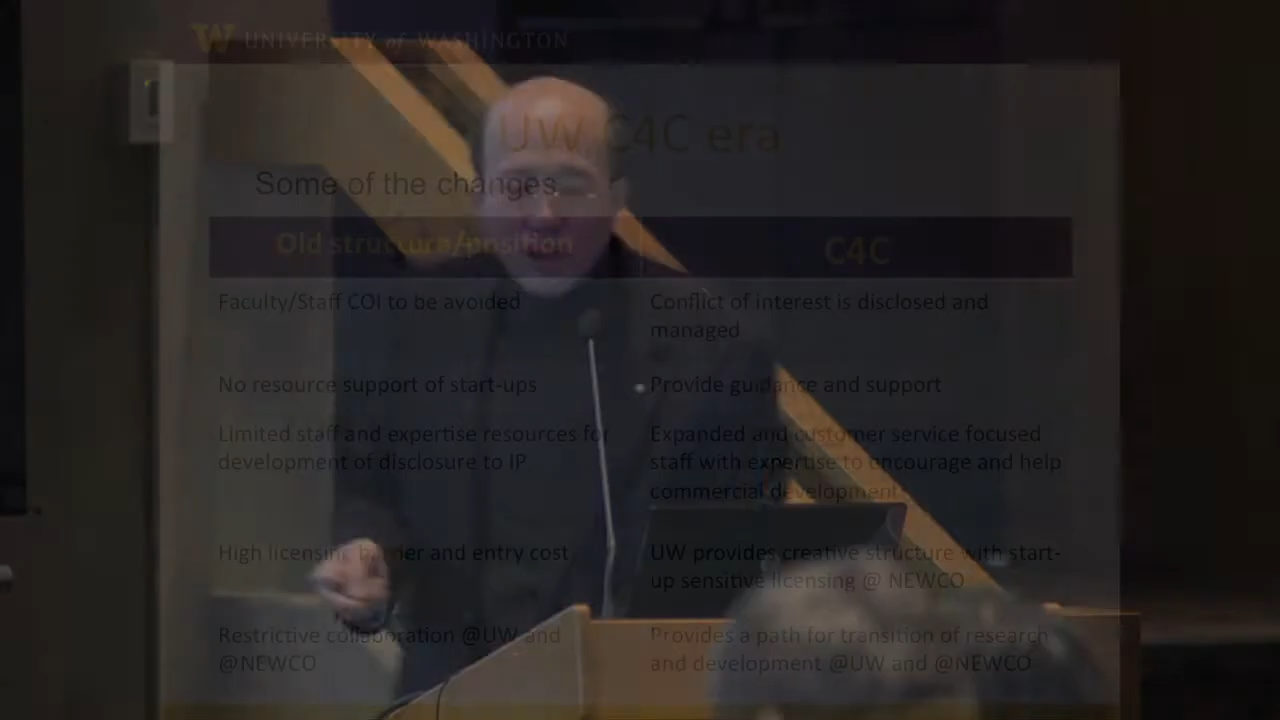 W UNIVERSITY of WASHINGTON
UW C4C era
Some of the changes
Old structure/position
C4C
Faculty/Staff COI to be avoided
Conflict of interest is disclosed and
managed
No resource support of start-ups
Provide guidance and support
Limited staff and expertise resources for
development of disclosure to IP
Expanded and customer service focused
staff with expertise to encourage and help
commercial development
High licensing barrier and entry cost
UW provides creative structure with start-
up sensitive licensing @ NEWCO
Restrictive collaboration @UW and
@NEWCO
Provides a path for transition of research
and development @UW and @NEWCO